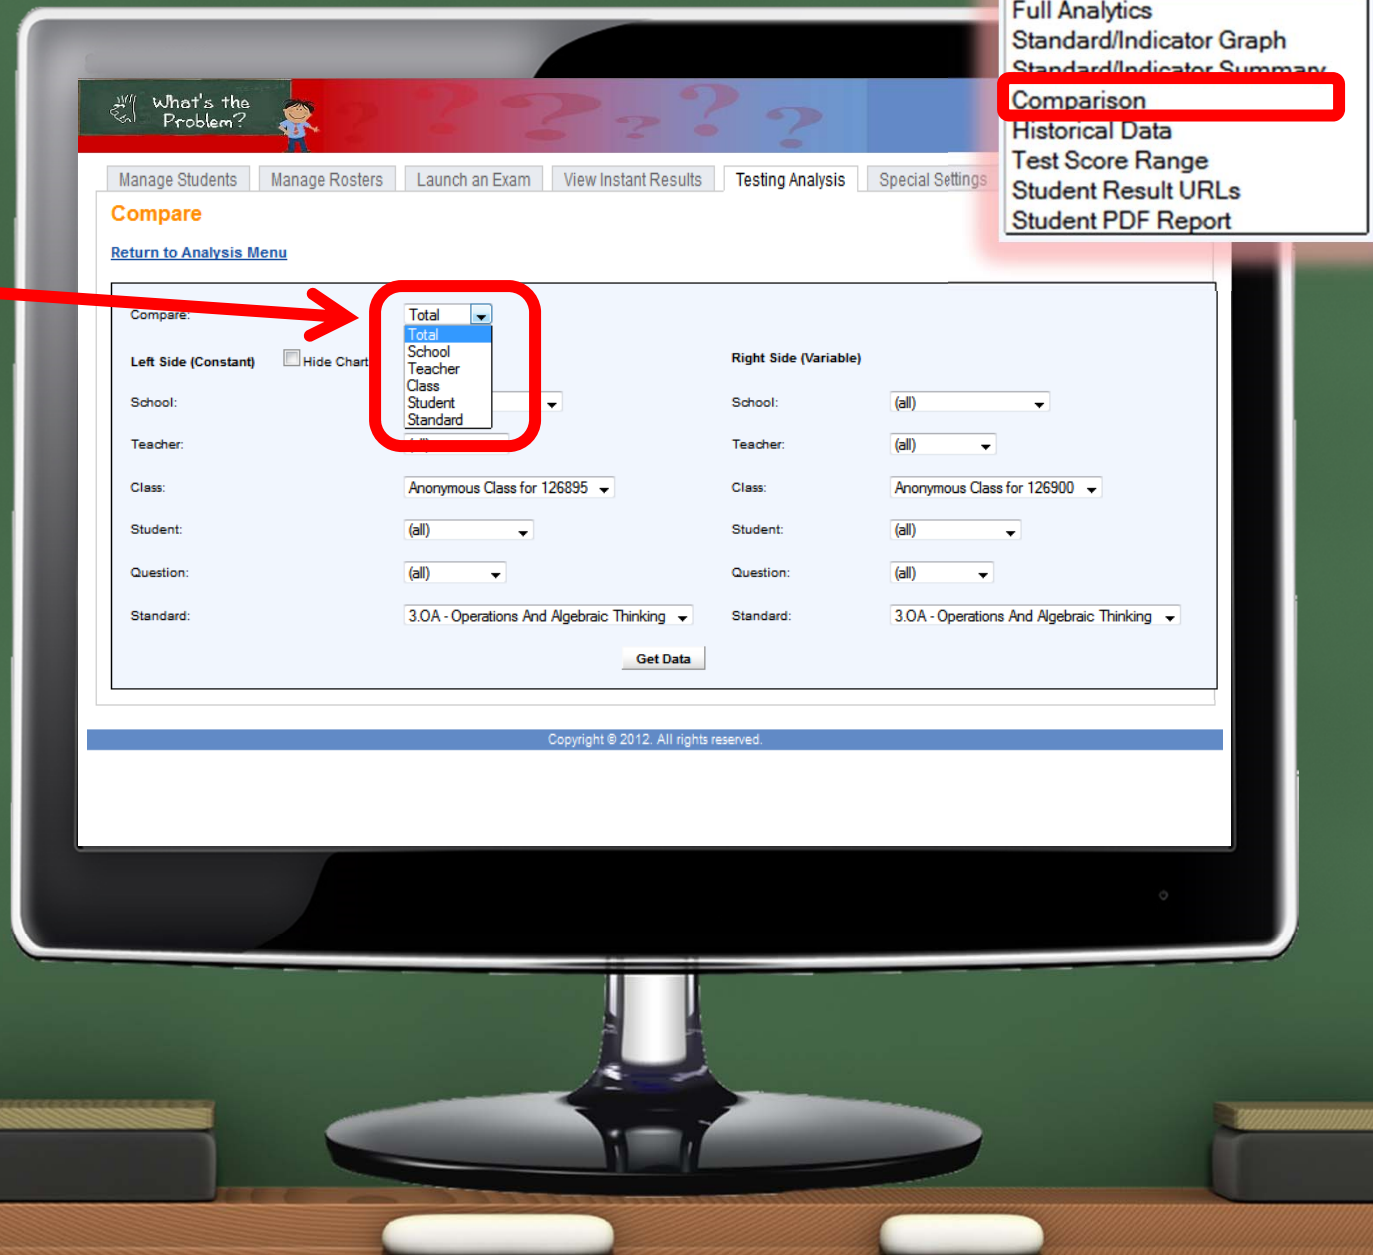 Full Analytics
Standard/Indicator Graph
Standard/Indicator Summary
Comparison
Historical Data
Test Score Range
Student Result URLs
Student PDF Report
What's the
Problem?
? ? ? ? ? ?
Manage Students Manage Rosters Launch an Exam View Instant Results Testing Analysis Special Settings
Compare
Return to Analysis Menu
Compare: Total
Total
School
Teacher
Class
Student
Standard
Left Side (Constant) Hide Chart Right Side (Variable)
School: School: (all)
Teacher: (all) Teacher: (all)
Class: Anonymous Class for 126895 Class: Anonymous Class for 126900
Student: (all) Student: (all)
Question: (all) Question: (all)
Standard: 3.OA - Operations And Algebraic Thinking Standard: 3.OA - Operations And Algebraic Thinking
Get Data
Copyright © 2012. All rights reserved.